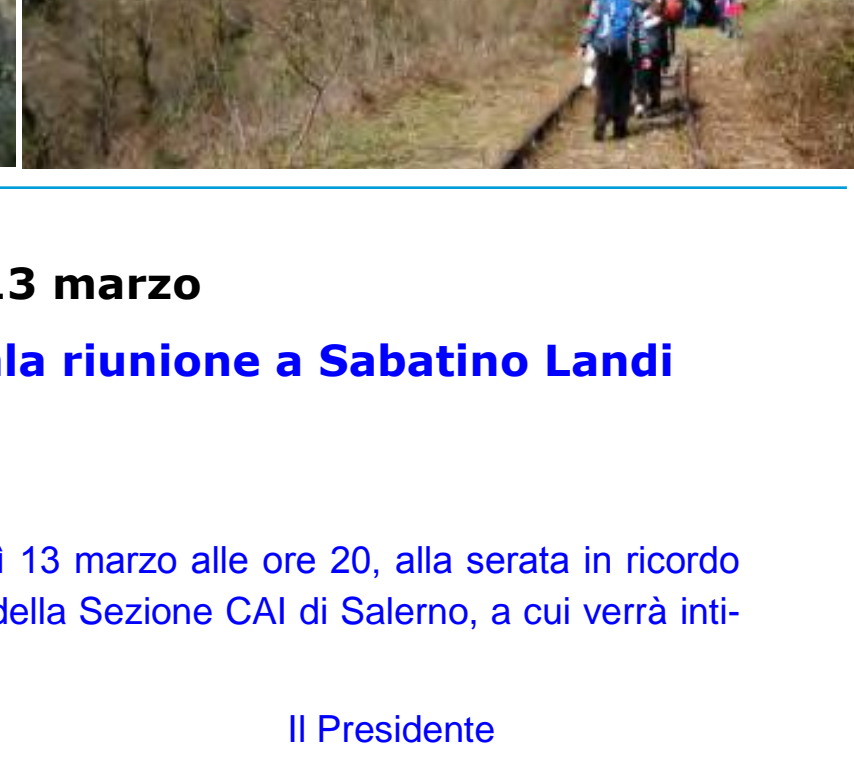 13 marzo
ala riunione a Sabatino Landi
ì 13 marzo alle ore 20, alla serata in ricordo
della Sezione CAI di Salerno, a cui verrà inti-
Il Presidente